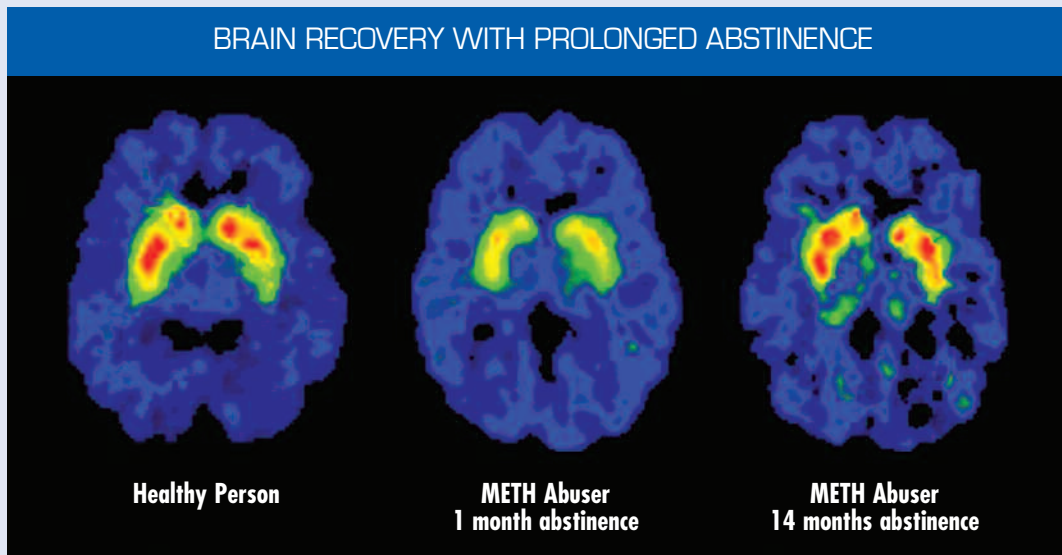 BRAIN RECOVERY WITH PROLONGED ABSTINENCE
Healthy Person
METH Abuser
1 month abstinence
METH Abuser
14 months abstinence